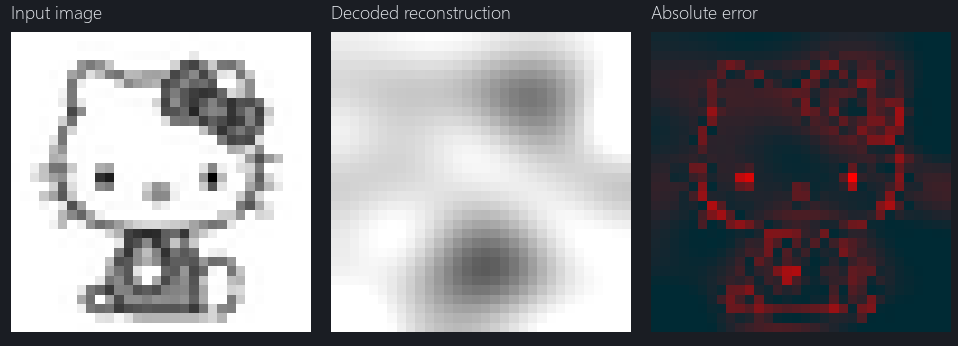 Input image
Decoded reconstruction
Absolute error